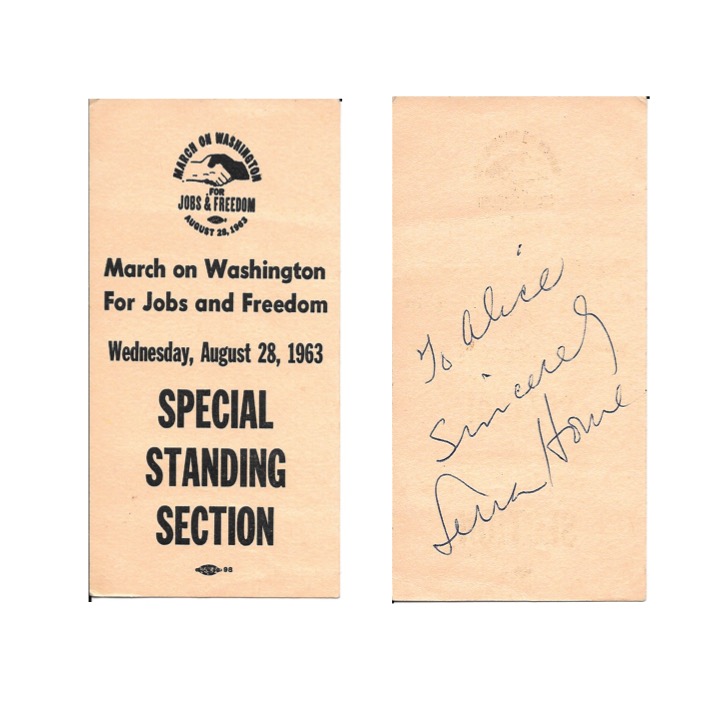 MARCH ON WASHINGTON
FOR
JOBS & FREEDOM
AUGUST 28, 1963
March on Washington
For Jobs and Freedom
Wednesday, August 28, 1963
SPECIAL
STANDING
SECTION
98
To Alice
Sincerely
Lena Horne